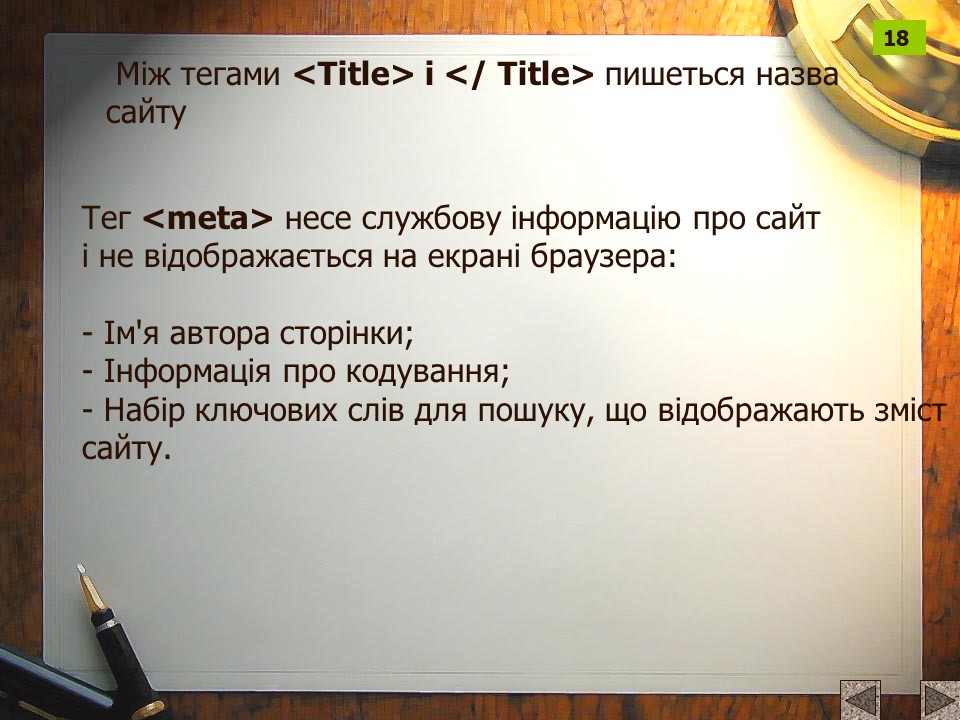 18
Між тегами <Title> і </ Title> пишеться назва
сайту
Тег <meta> несе службову інформацію про сайт
і не відображається на екрані браузера:
- Ім'я автора сторінки;
- Інформація про кодування;
- Набір ключових слів для пошуку, що відображають зміст
сайту.